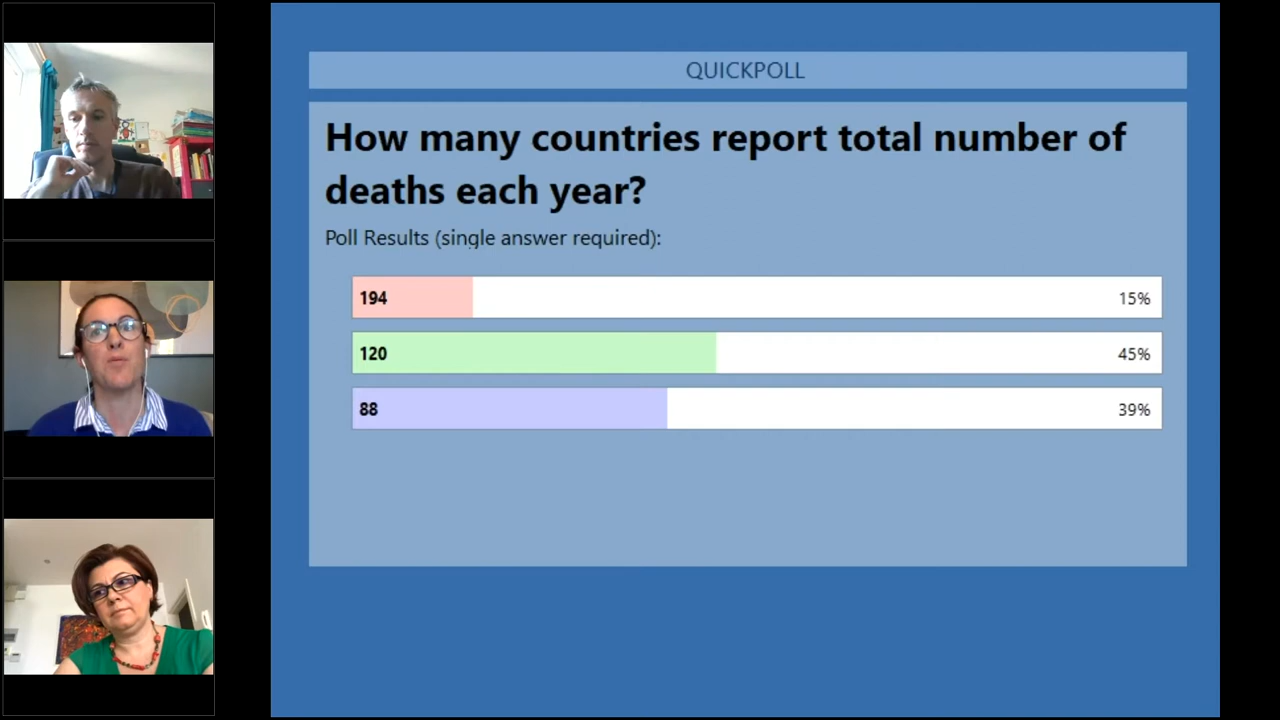 QUICKPOLL
How many countries report total number of
deaths each year?
Poll Results (single answer required):
194 15%
120 45%
88 39%